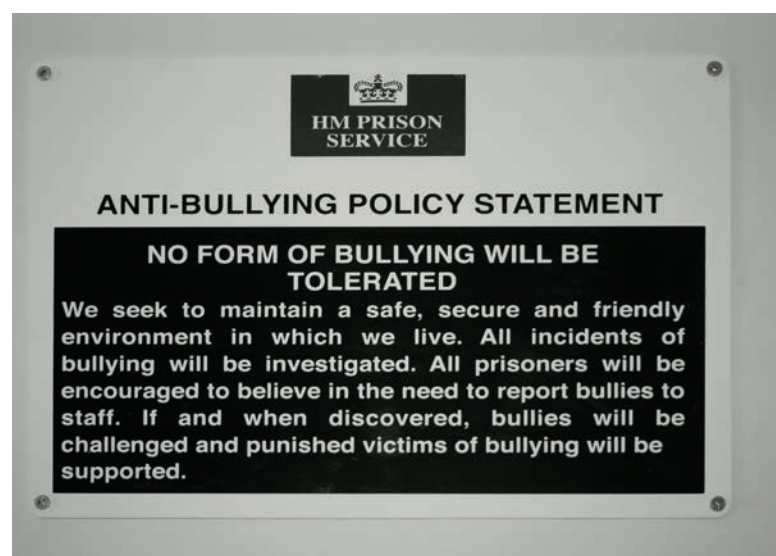 HM PRISON
SERVICE
ANTI-BULLYING POLICY STATEMENT
NO FORM OF BULLYING WILL BE
TOLERATED
We seek to maintain a safe, secure and friendly
environment in which we live. All incidents of
bullying will be investigated. All prisoners will be
encouraged to believe in the need to report bullies to
staff. If and when discovered, bullies will be
challenged and punished victims of bullying will be
supported.